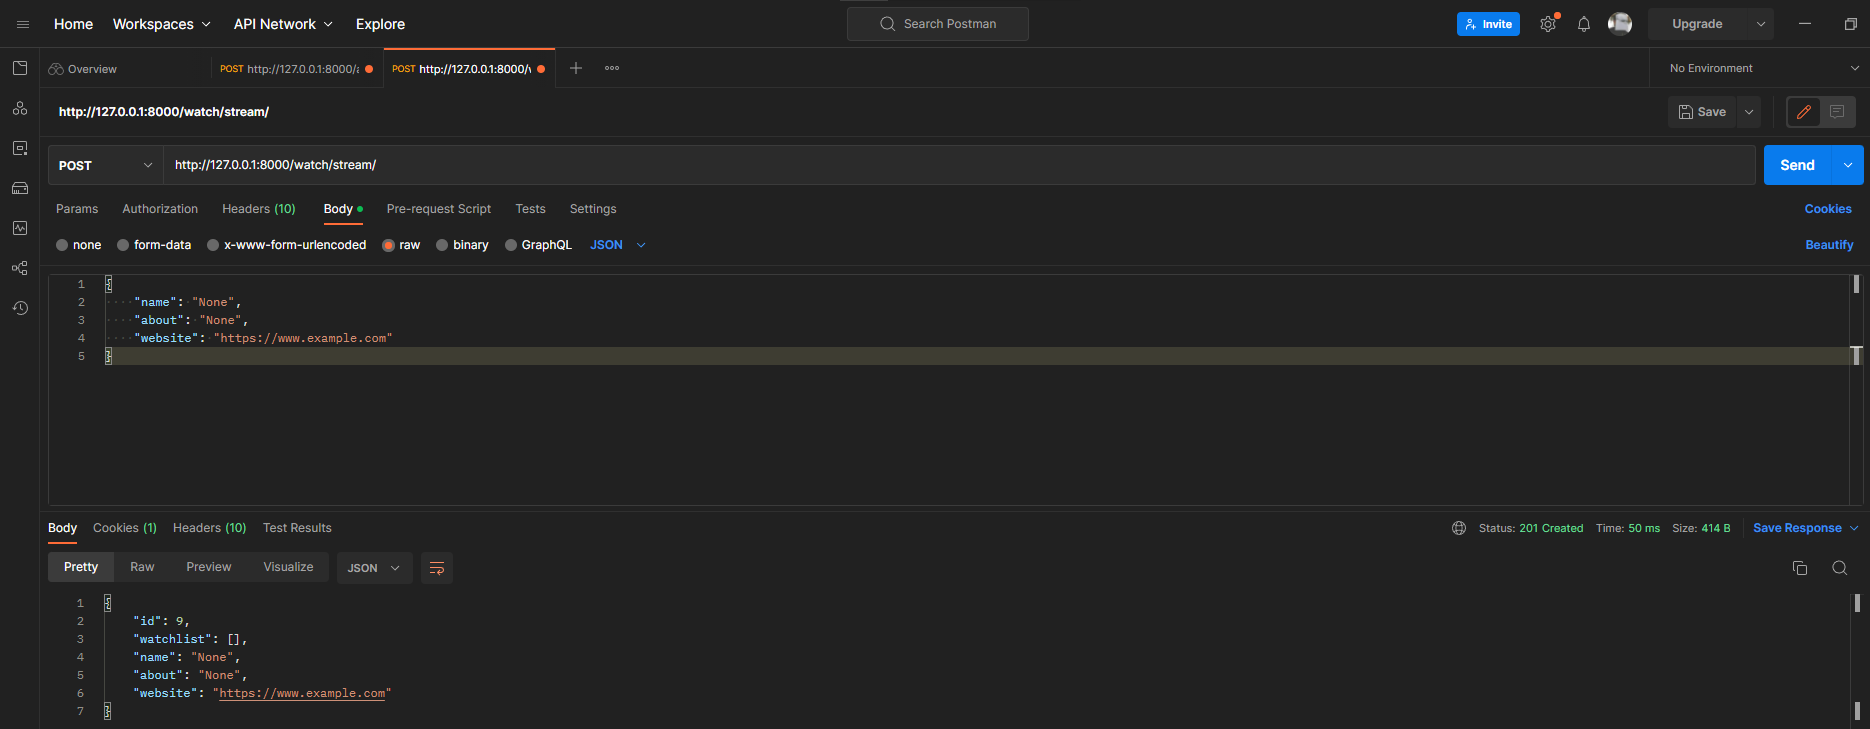 Home Workspaces API Network Explore Search Postman Invite Upgrade
Overview POST http://127.0.0.1:8000/a POST http://127.0.0.1:8000/w No Environment
http://127.0.0.1:8000/watch/stream/ Save
POST http://127.0.0.1:8000/watch/stream/ Send
Params Authorization Headers (10) Body Pre-request Script Tests Settings Cookies
none form-data x-www-form-urlencoded raw binary GraphQL JSON Beautify
1 {
2 "name": "None",
3 "about": "None",
4 "website": "https://www.example.com"
5 }
Body Cookies (1) Headers (10) Test Results Status: 201 Created Time: 50 ms Size: 414 B Save Response
Pretty Raw Preview Visualize JSON
1 {
2 "id": 9,
3 "watchlist": [],
4 "name": "None",
5 "about": "None",
6 "website": "https://www.example.com"
7 }